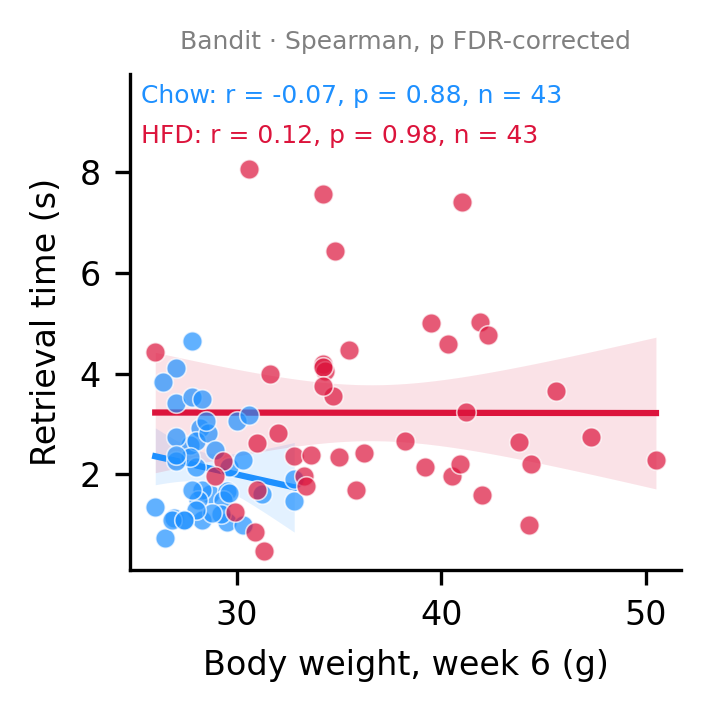 Bandit · Spearman, p FDR-corrected
Chow: r = -0.07, p = 0.88, n = 43
HFD: r = 0.12, p = 0.98, n = 43
8
6
4
2
Retrieval time (s)
30 40 50
Body weight, week 6 (g)